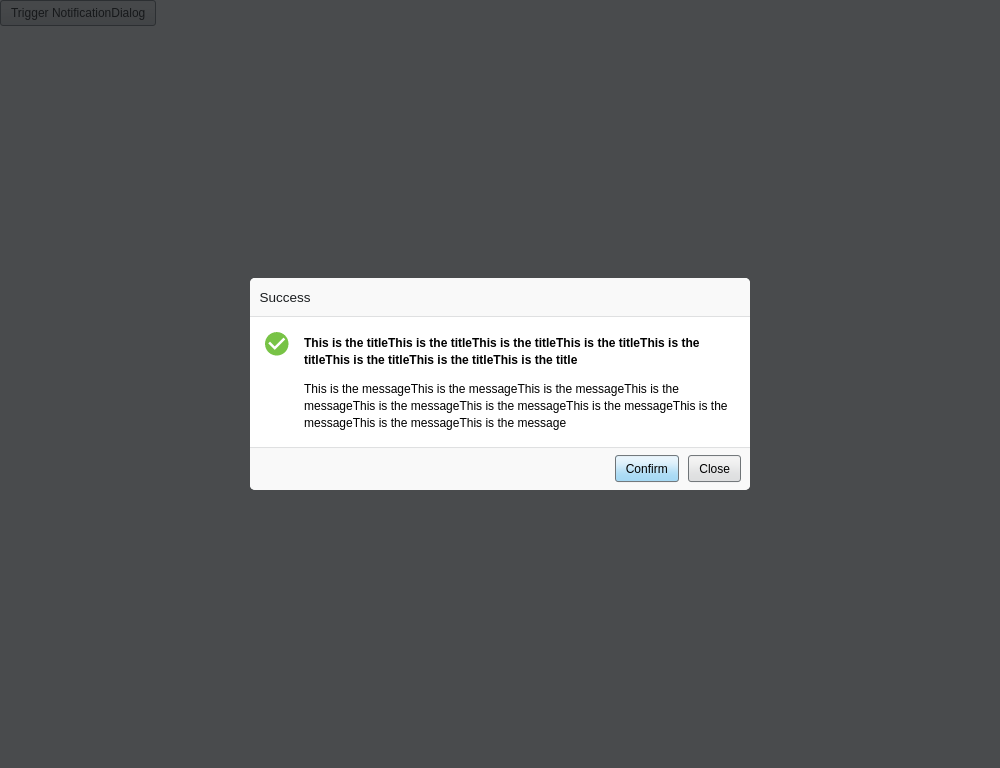 Trigger NotificationDialog
Success
This is the titleThis is the titleThis is the titleThis is the titleThis is the
titleThis is the titleThis is the titleThis is the title
This is the messageThis is the messageThis is the messageThis is the
messageThis is the messageThis is the messageThis is the messageThis is the
messageThis is the messageThis is the message
Confirm
Close